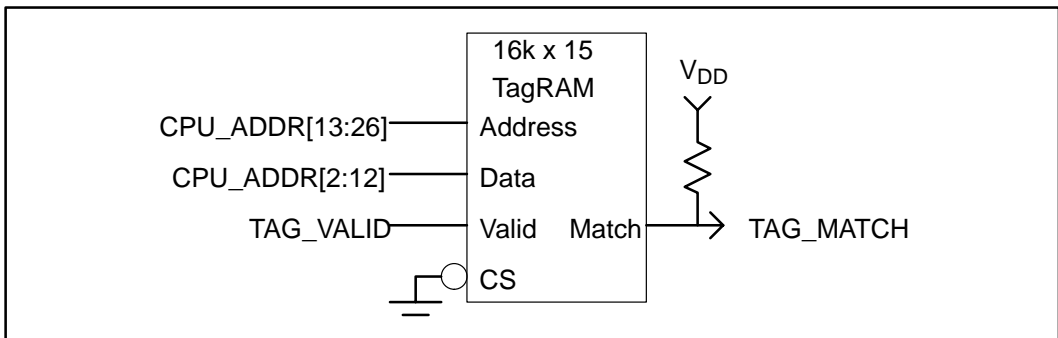 16k x 15
TagRAM
VDD
CPU_ADDR[13:26]
Address
CPU_ADDR[2:12]
Data
TAG_VALID
Valid
Match
TAG_MATCH
CS